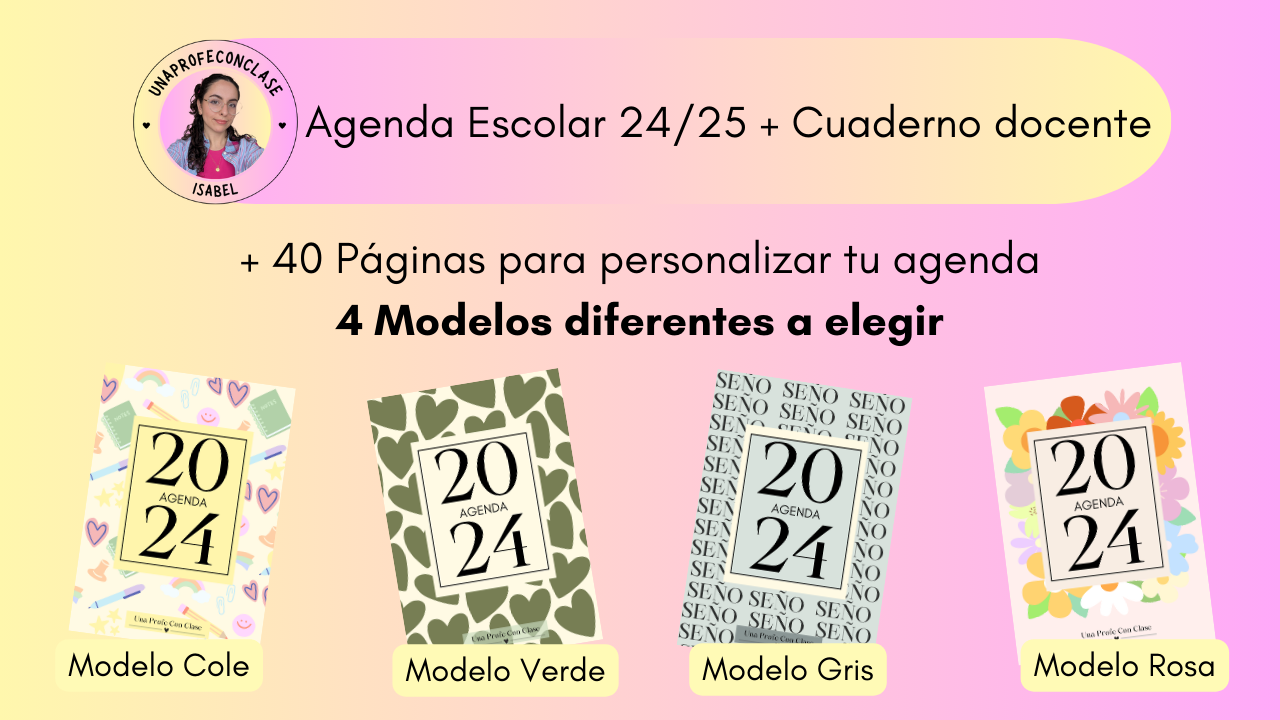 UNAPROFECONCLASE
ISABEL
Agenda Escolar 24/25 + Cuaderno docente
+ 40 Páginas para personalizar tu agenda
4 Modelos diferentes a elegir
NOTES
NOTES
20
AGENDA
24
Una Profe Con Clase
Modelo Cole
20
AGENDA
24
Una Profe Con Clase
Modelo Verde
SEÑO SEÑO SEÑO
SEÑO SEÑO SEÑO
SEÑO SEÑO SEÑO
20
AGENDA
24
SEÑO SEÑO SEÑO
SEÑO SEÑO SEÑO
Una Profe Con Clase
Modelo Gris
20
AGENDA
24
Una Profe Con Clase
Modelo Rosa